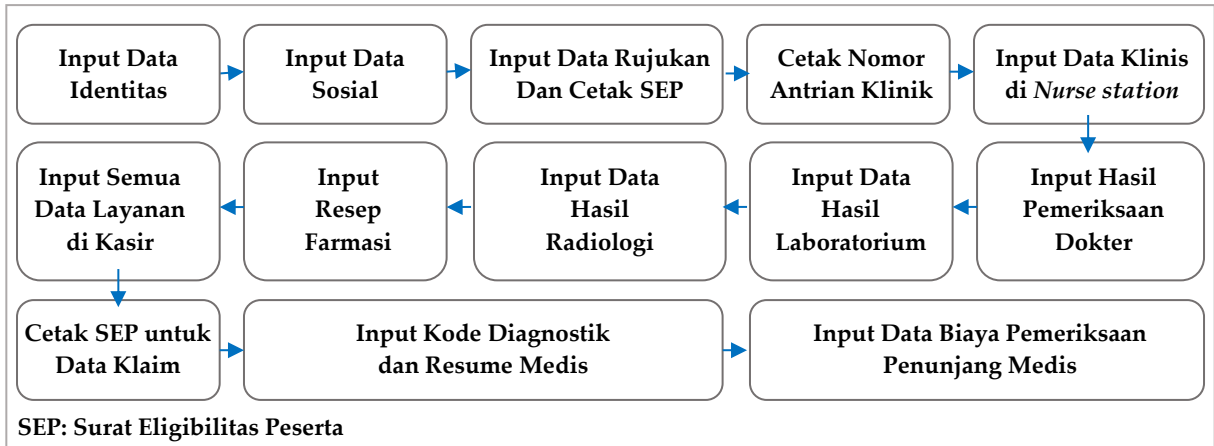 Input Data
Identitas
Input Data
Sosial
Input Data Rujukan
Dan Cetak SEP
Cetak Nomor
Antrian Klinik
Input Data Klinis
di Nurse station
Input Semua
Data Layanan
di Kasir
Input
Resep
Farmasi
Input Data
Hasil
Radiologi
Input Data
Hasil
Laboratorium
Input Hasil
Pemeriksaan
Dokter
Cetak SEP untuk
Data Klaim
Input Kode Diagnostik
dan Resume Medis
Input Data Biaya Pemeriksaan
Penunjang Medis
SEP: Surat Eligibilitas Peserta